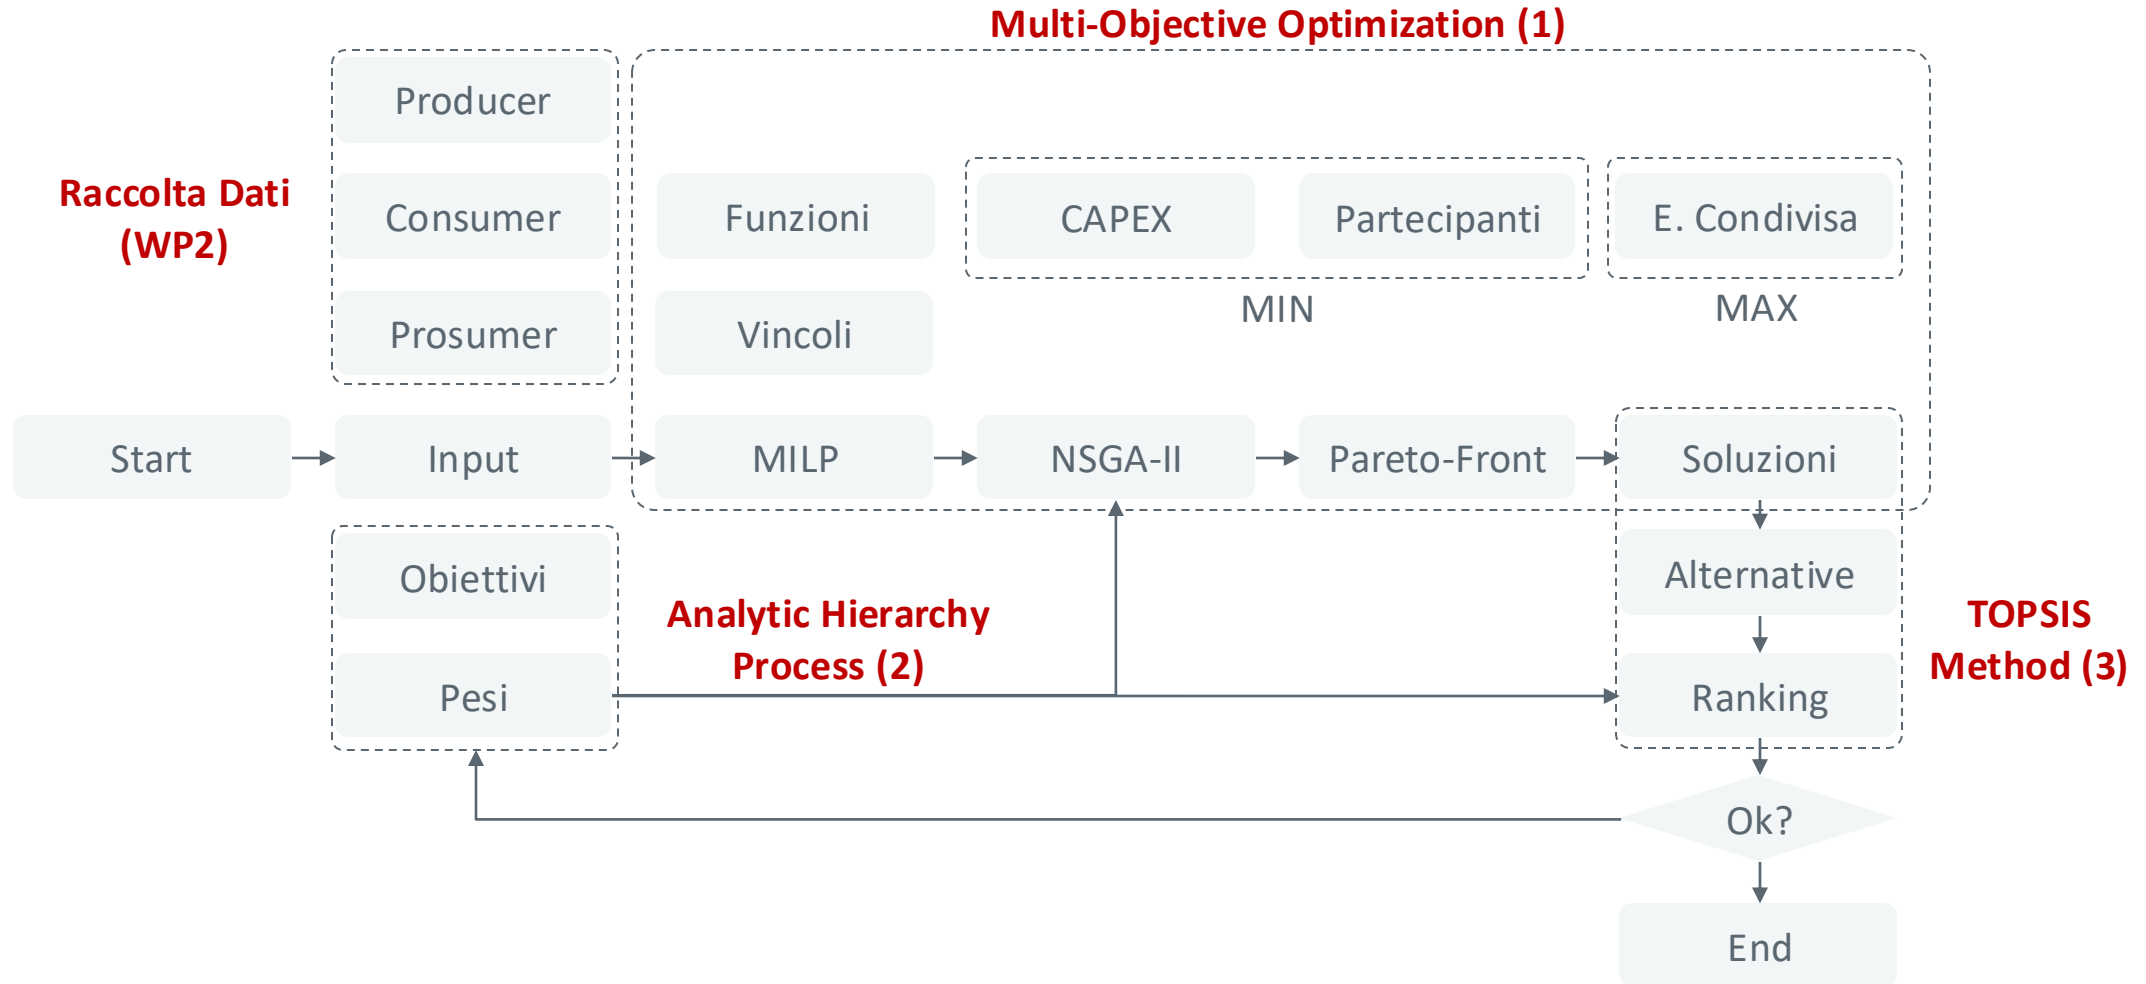 Multi-Objective Optimization (1)
Producer
Raccolta Dati
(WP2)
Consumer
Funzioni
CAPEX
Partecipanti
E. Condivisa
Prosumer
Vincoli
MIN
MAX
Start
Input
MILP
NSGA-II
Pareto-Front
Soluzioni
Obiettivi
Alternative
Analytic Hierarchy
Process (2)
TOPSIS
Method (3)
Pesi
Ranking
Ok?
End